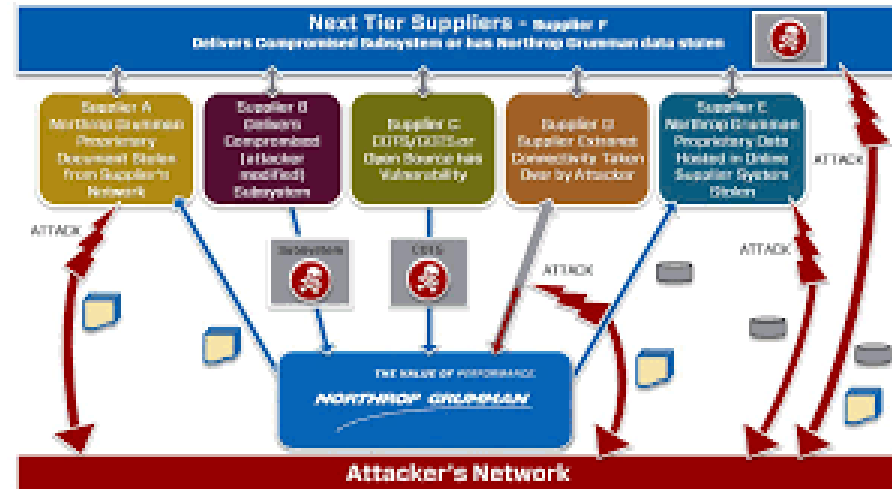 Next Tier Suppliers - Supplier F
Delivers Compromised Subsystem or has Northrop Grumman data stolen
Supplier A
Northrop Grumman
Proprietary
Document Stolen
from Supplier's
Network
Supplier B
Delivers
Compromised
(attacker
modified)
Subsystem
Supplier C
COTS/GOTS or
Open Source has
Vulnerability
Supplier D
Supplier Extranet
Connectivity Taken
Over by Attacker
Supplier E
Northrop Grumman
Proprietary Data
Hosted in Online
Supplier System
Stolen
ATTACK
ATTACK
Subsystem
COTS
ATTACK
ATTACK
THE VALUE OF PERFORMANCE.
NORTHROP GRUMMAN
Attacker's Network